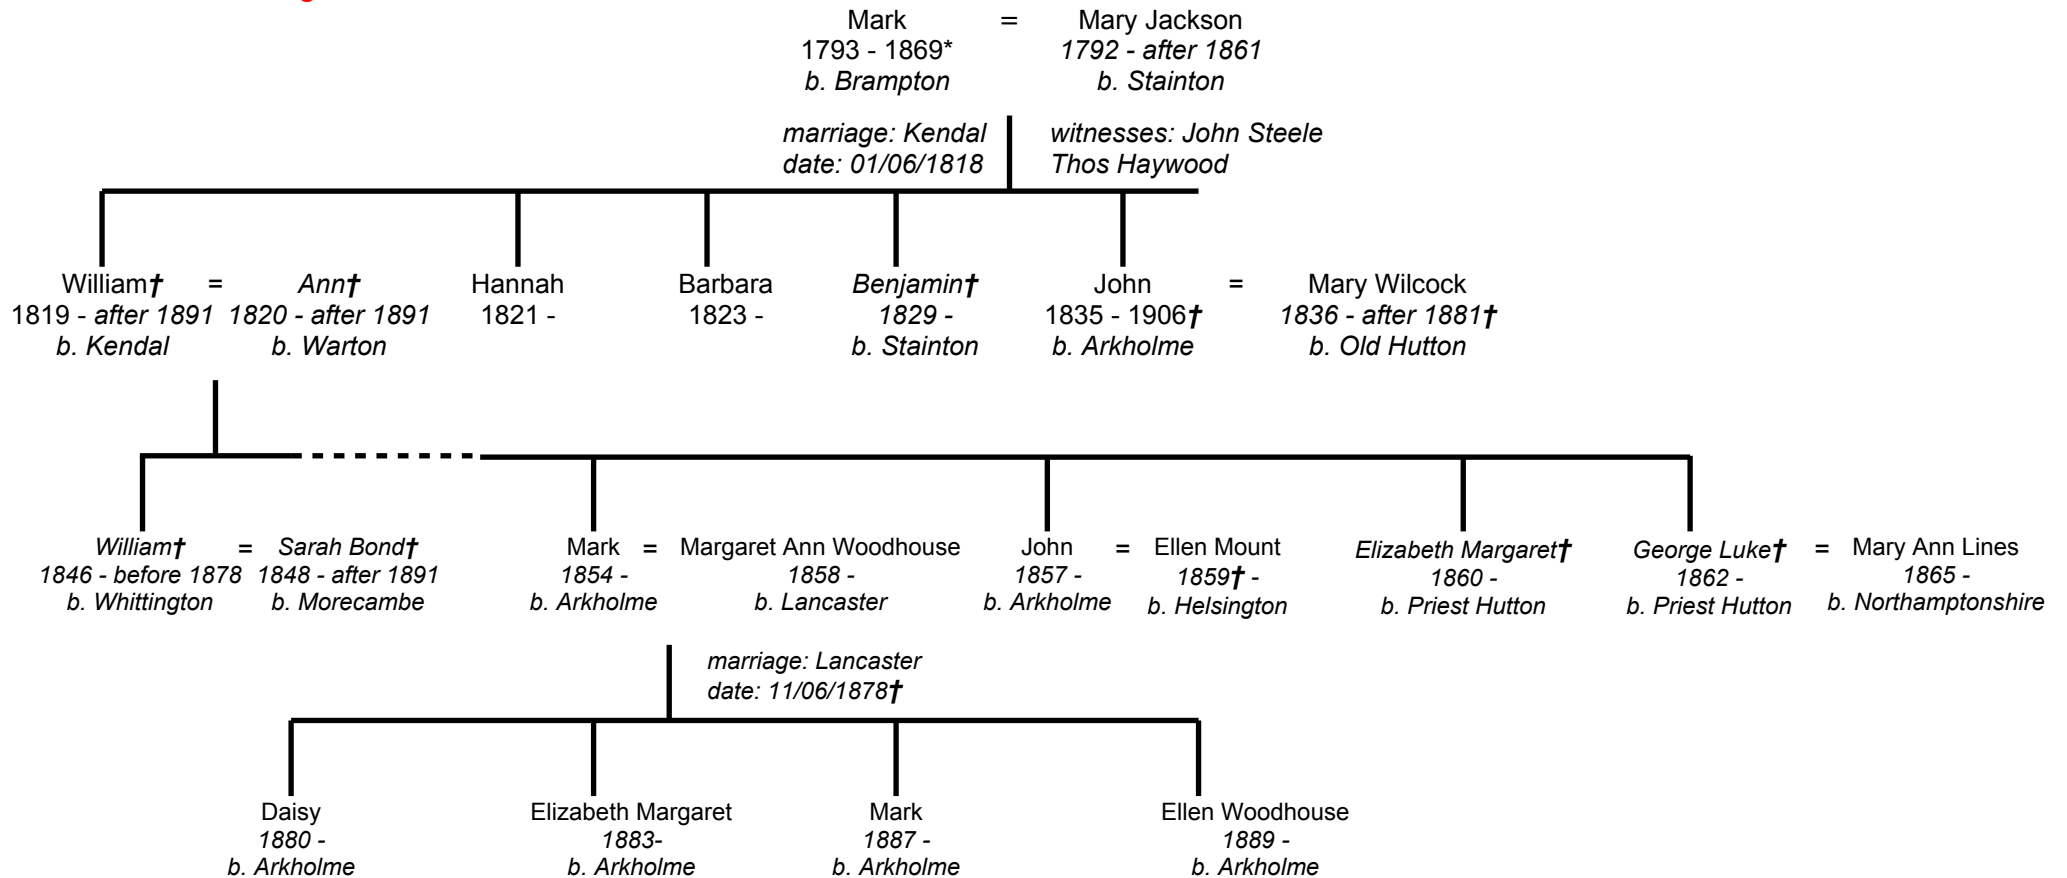 Mark = Mary Jackson
1793 - 1869* 1792 - after 1861
b. Brampton b. Stainton
marriage: Kendal witnesses: John Steele
date: 01/06/1818 Thos Haywood
William† = Ann† Hannah Barbara Benjamin† John = Mary Wilcock
1819 - after 1891 1820 - after 1891 1821 - 1823 - 1829 - 1835 - 1906† 1836 - after 1881†
b. Kendal b. Warton b. Stainton b. Arkholme b. Old Hutton
William† = Sarah Bond† Mark = Margaret Ann Woodhouse John = Ellen Mount Elizabeth Margaret† George Luke† = Mary Ann Lines
1846 - before 1878 1848 - after 1891 1854 - 1858 - 1857 - 1859† - 1860 - 1862 - 1865 -
b. Whittington b. Morecambe b. Arkholme b. Lancaster b. Arkholme b. Helsington b. Priest Hutton b. Priest Hutton b. Northamptonshire
marriage: Lancaster
date: 11/06/1878†
Daisy Elizabeth Margaret Mark Ellen Woodhouse
1880 - 1883- 1887 - 1889 -
b. Arkholme b. Arkholme b. Arkholme b. Arkholme